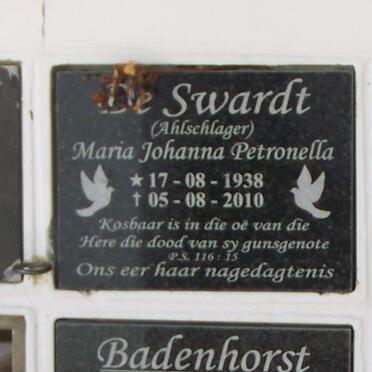 De Swardt
(Ahlschlager)
Maria Johanna Petronella
★ 17 - 08 - 1938
† 05 - 08 - 2010
Kosbaar is in die oë van die
Here die dood van sy gunsgenote
P.S. 116 : 15
Ons eer haar nagedagtenis
Badenhorst